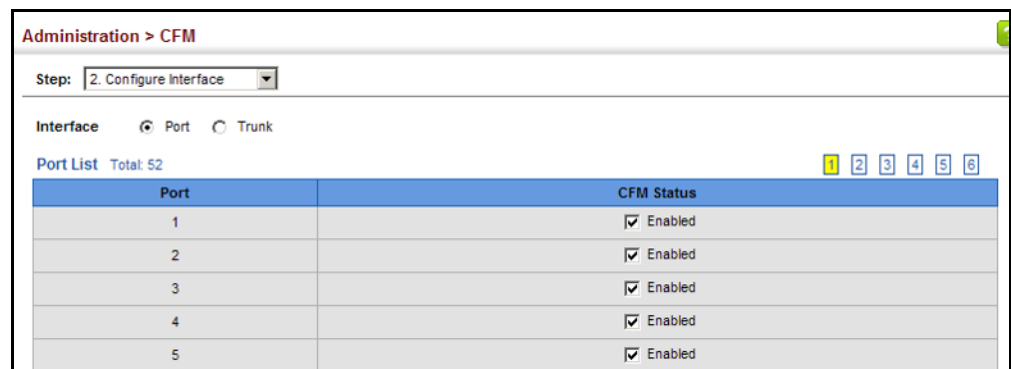 Administration > CFM
?
Step: 2. Configure Interface
Interface Port Trunk
Port List Total: 52 1 2 3 4 5 6
Port CFM Status
1 Enabled
2 Enabled
3 Enabled
4 Enabled
5 Enabled